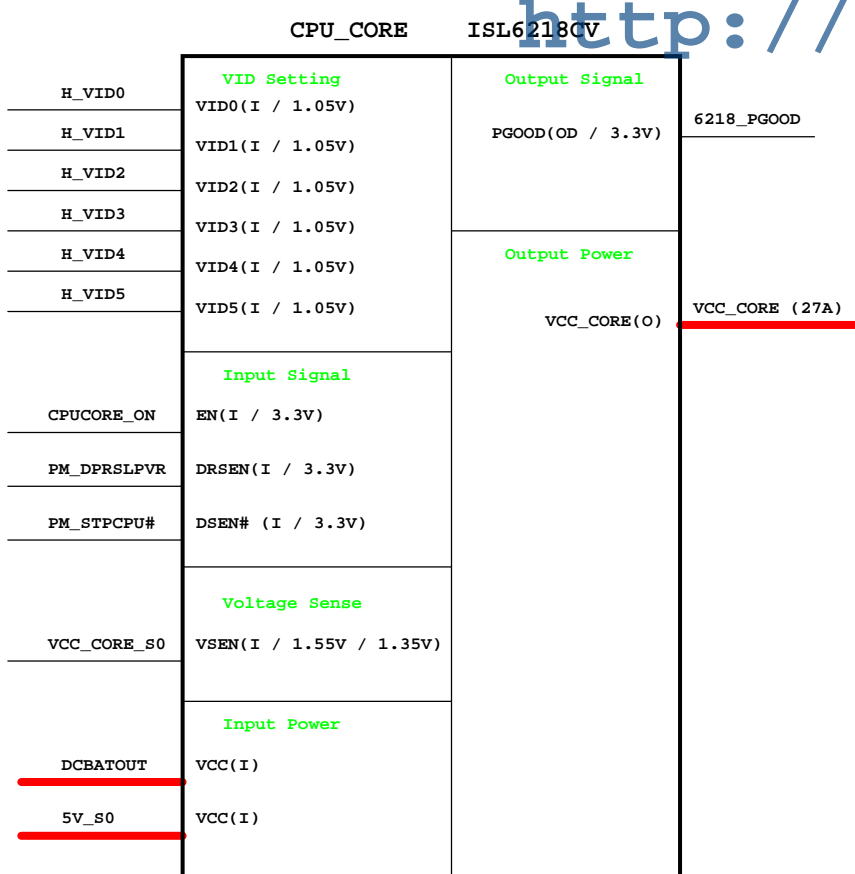 http://
CPU_CORE ISL6218CV
VID Setting
H_VID0 VID0(I / 1.05V)
H_VID1 VID1(I / 1.05V)
H_VID2 VID2(I / 1.05V)
H_VID3 VID3(I / 1.05V)
H_VID4 VID4(I / 1.05V)
H_VID5 VID5(I / 1.05V)
Input Signal
CPUCORE_ON EN(I / 3.3V)
PM_DPRSLPVR DRSEN(I / 3.3V)
PM_STPCPU# DSEN# (I / 3.3V)
Voltage Sense
VCC_CORE_S0 VSEN(I / 1.55V / 1.35V)
Input Power
DCBATOUT VCC(I)
5V_S0 VCC(I)
Output Signal
PGOOD(OD / 3.3V) 6218_PGOOD
Output Power
VCC_CORE(O) VCC_CORE (27A)